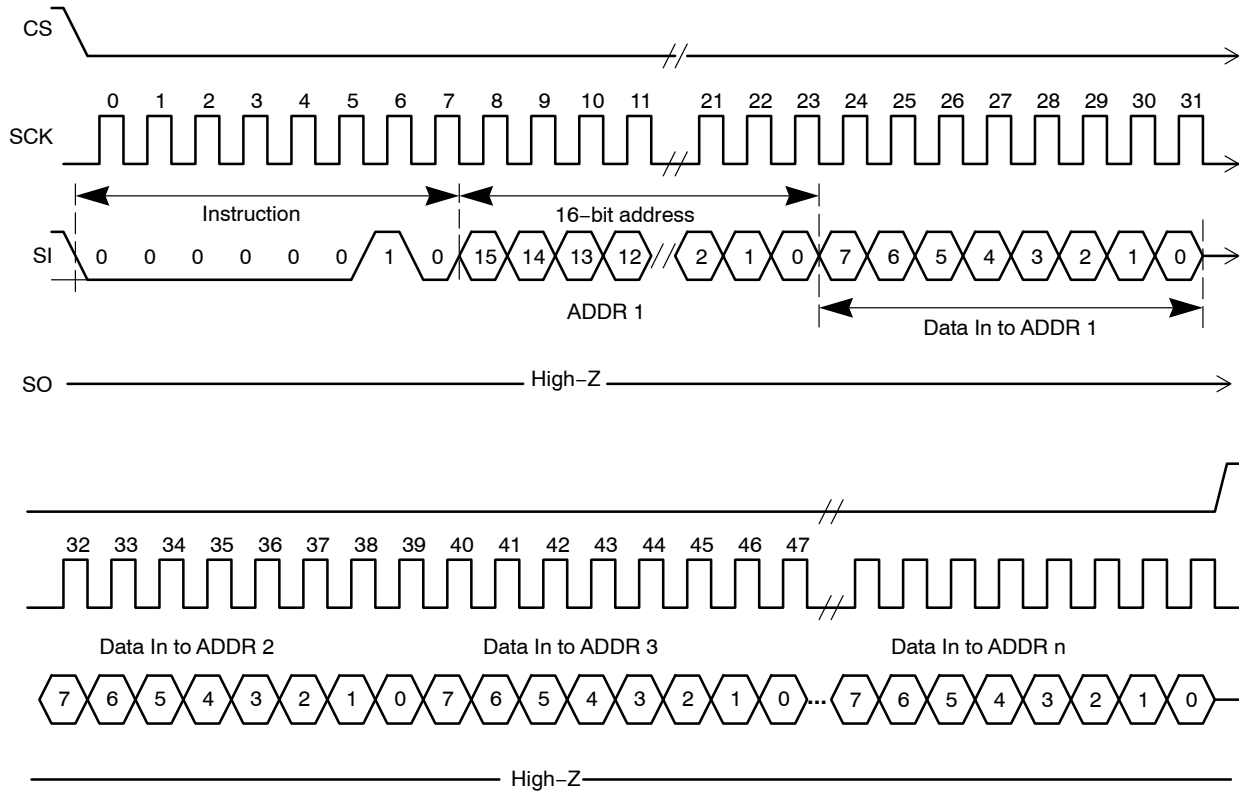 CS
0 1 2 3 4 5 6 7 8 9 10 11 21 22 23 24 25 26 27 28 29 30 31
SCK
Instruction 16−bit address
SI 0 0 0 0 0 0 1 0 15 14 13 12 2 1 0 7 6 5 4 3 2 1 0
ADDR 1
Data In to ADDR 1
SO High−Z
32 33 34 35 36 37 38 39 40 41 42 43 44 45 46 47
Data In to ADDR 2 Data In to ADDR 3 Data In to ADDR n
7 6 5 4 3 2 1 0 7 6 5 4 3 2 1 0 ... 7 6 5 4 3 2 1 0
High−Z